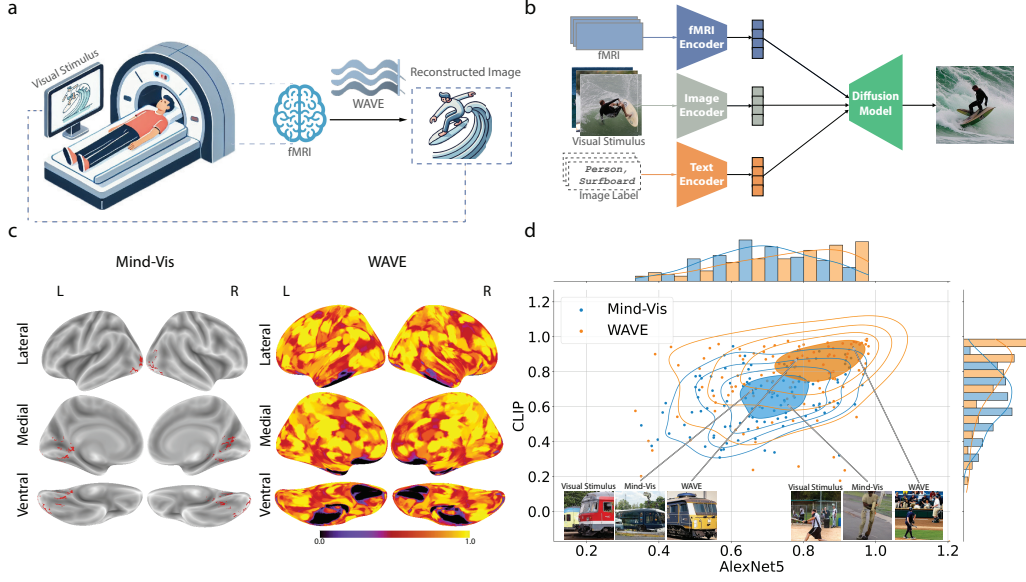 a
Visual Stimulus
fMRI
WAVE
Reconstructed Image
b
fMRI
fMRI
Encoder
Visual Stimulus
Image
Encoder
Person,
Surfboard
Image Label
Text
Encoder
Diffusion
Model
c
Mind-Vis
WAVE
L
R
L
R
Lateral
Lateral
Medial
Medial
Ventral
Ventral
0.0
1.0
d
Mind-Vis
WAVE
CLIP
1.2
1.0
0.8
0.6
0.4
0.2
0.0
Visual Stimulus
Mind-Vis
WAVE
Visual Stimulus
Mind-Vis
WAVE
0.2
0.4
0.6
0.8
1.0
1.2
AlexNet5